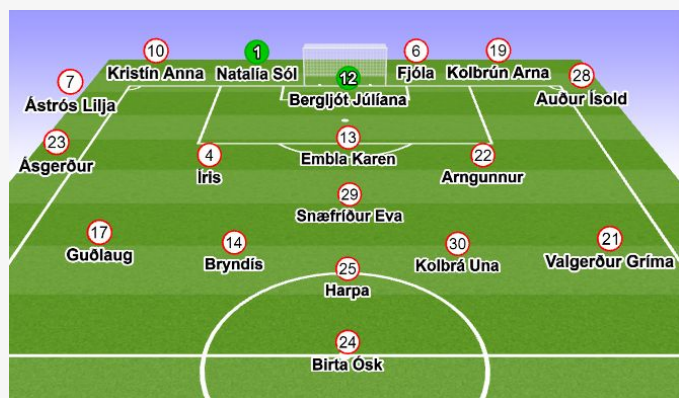 10
Kristín Anna
1
Natalía Sól
6
Fjóla
19
Kolbrún Arna
7
Ástrós Lilja
12
Bergljót Júlíana
28
Auður Ísold
23
Ásgerður
4
Íris
13
Embla Karen
22
Arngunnur
29
Snæfríður Eva
17
Guðlaug
14
Bryndís
30
Kolbrá Una
21
Valgerður Gríma
25
Harpa
24
Birta Ósk